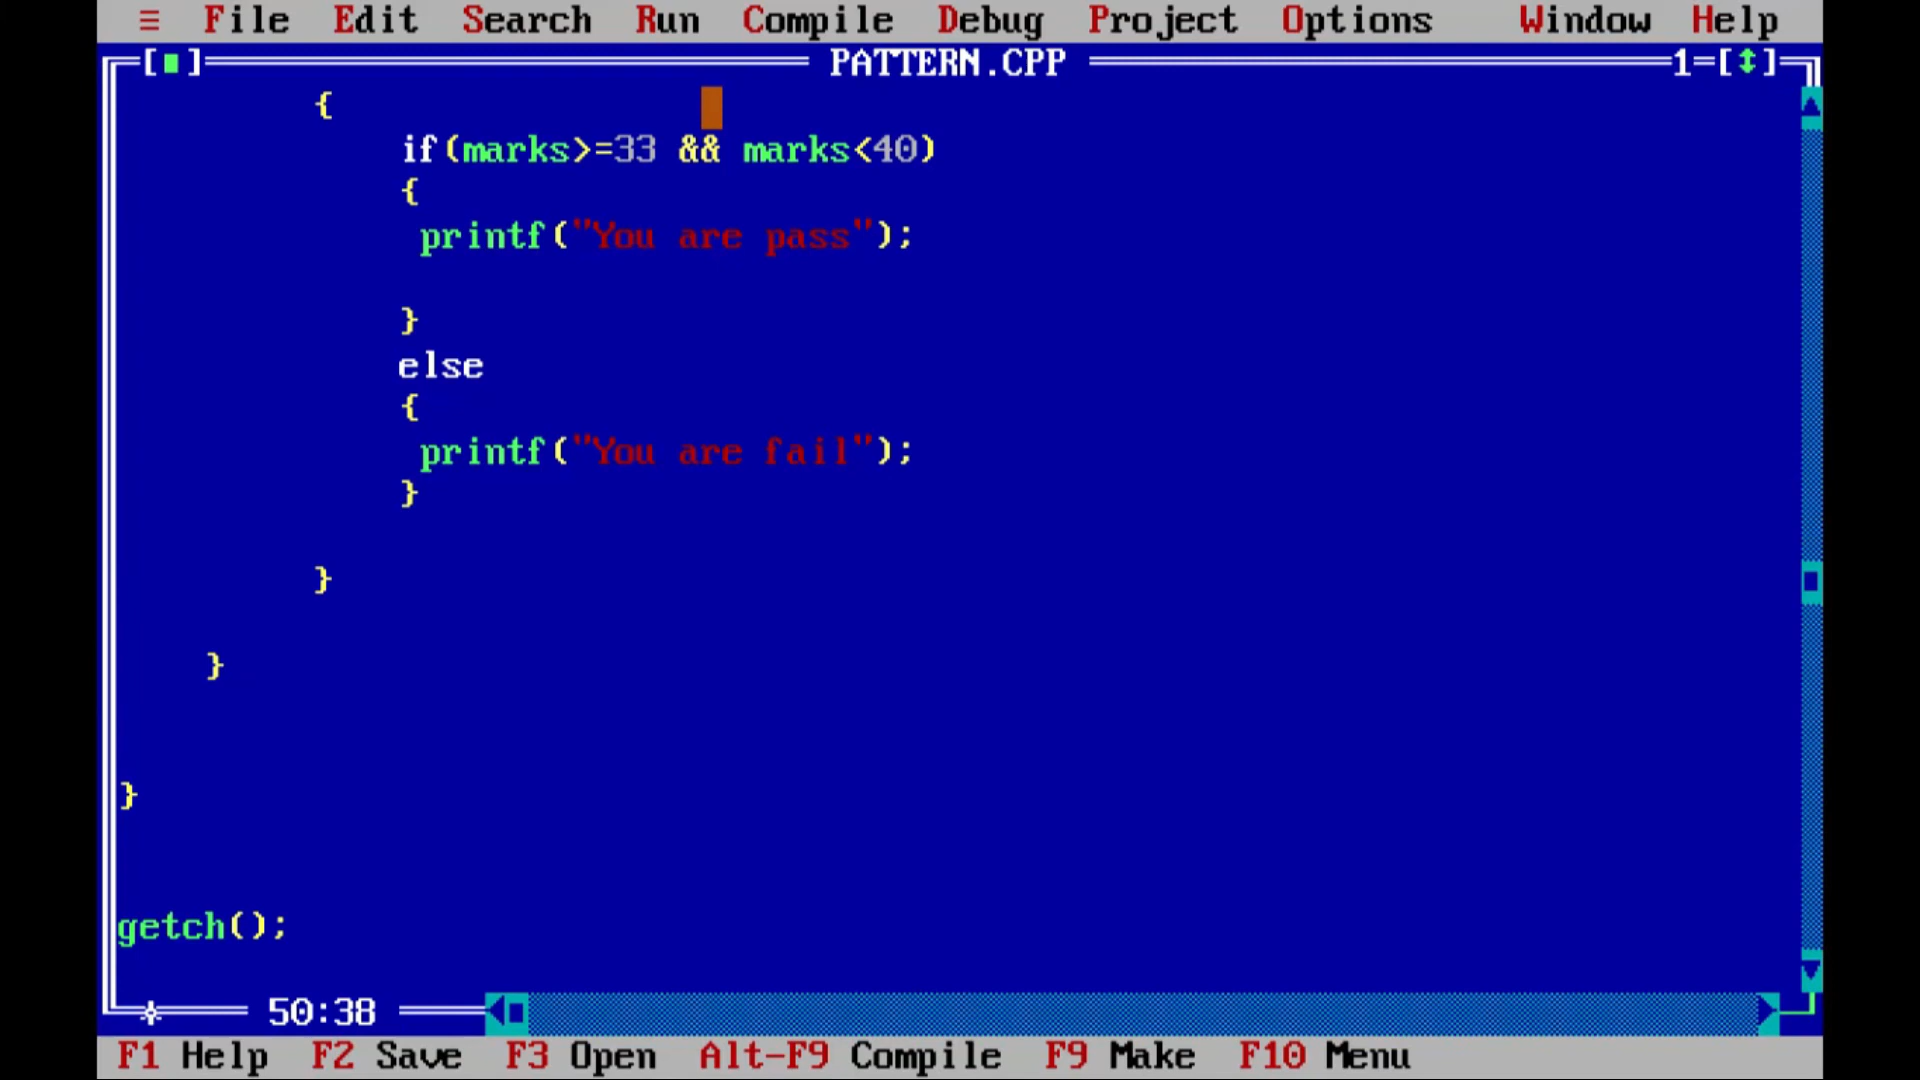 ≡ File Edit Search Run Compile Debug Project Options Window Help
[■] PATTERN.CPP 1=[↕]
{
if(marks>=33 && marks<40)
{
printf("You are pass");
}
else
{
printf("You are fail");
}
}
}
}
getch();
50:38
F1 Help F2 Save F3 Open Alt-F9 Compile F9 Make F10 Menu